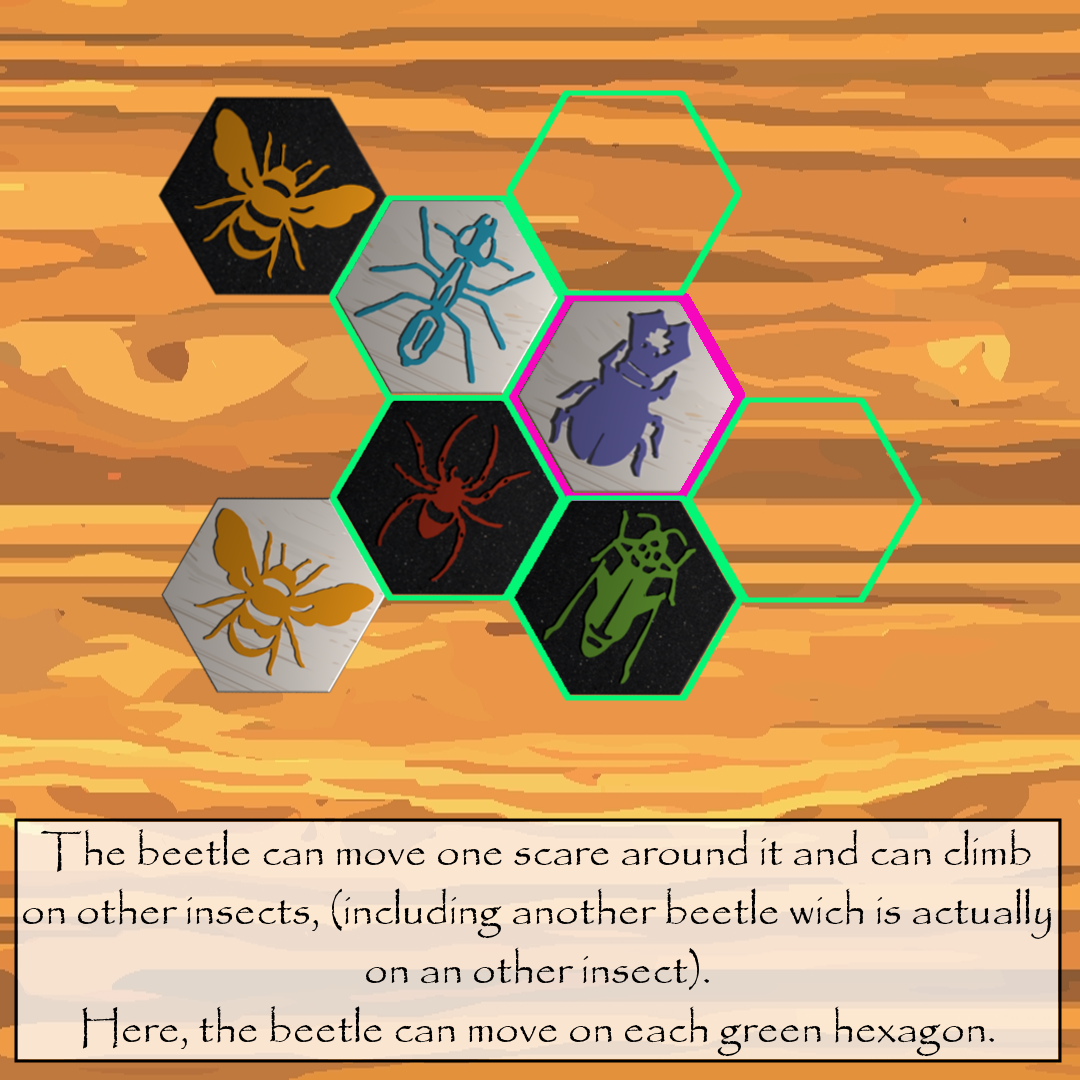 The beetle can move one scare around it and can climb
on other insects, (including another beetle wich is actually
on an other insect).
Here, the beetle can move on each green hexagon.